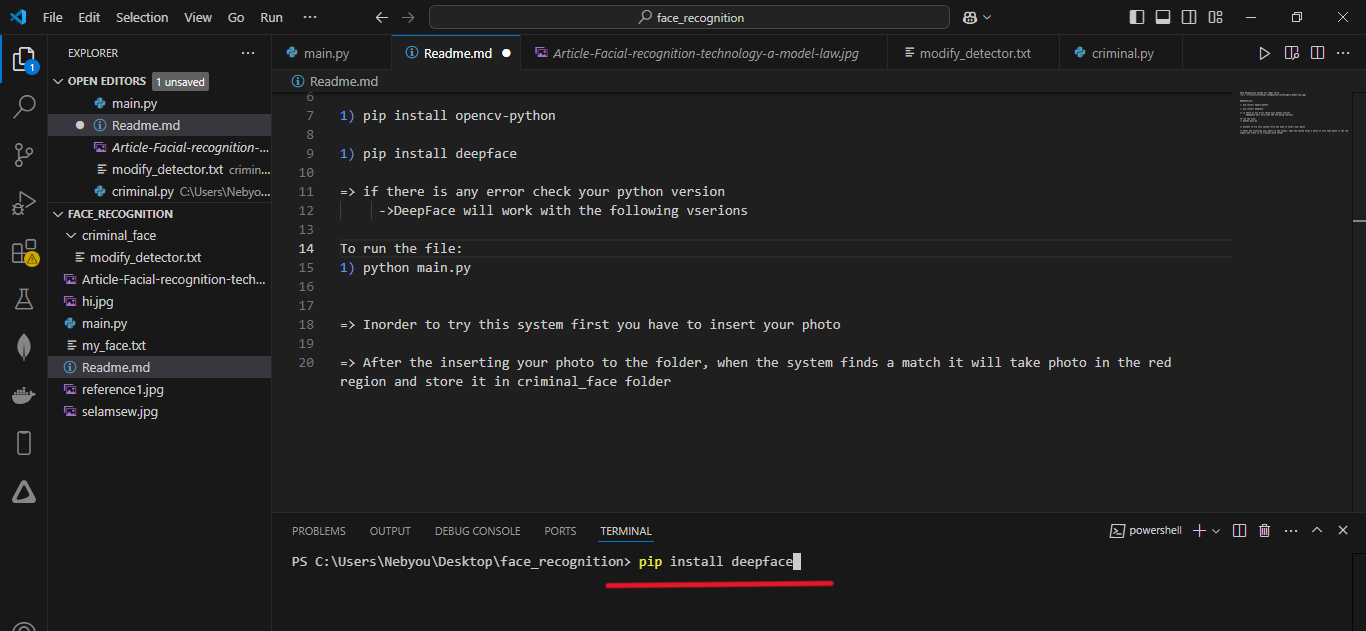 File Edit Selection View Go Run ···
face_recognition
EXPLORER ···
OPEN EDITORS 1 unsaved
main.py
Readme.md
Article-Facial-recognition-...
modify_detector.txt crimin...
criminal.py C:\Users\Nebyo...
FACE_RECOGNITION
criminal_face
modify_detector.txt
Article-Facial-recognition-tech...
hi.jpg
main.py
my_face.txt
Readme.md
reference1.jpg
selamsew.jpg
1
main.py
Readme.md
Article-Facial-recognition-technology-a-model-law.jpg
modify_detector.txt
criminal.py
Readme.md
6
7 1) pip install opencv-python
8
9 1) pip install deepface
10
11 => if there is any error check your python version
12 ->DeepFace will work with the following vserions
13
14 To run the file:
15 1) python main.py
16
17
18 => Inorder to try this system first you have to insert your photo
19
20 => After the inserting your photo to the folder, when the system finds a match it will take photo in the red
region and store it in criminal_face folder
PROBLEMS OUTPUT DEBUG CONSOLE PORTS TERMINAL
powershell
PS C:\Users\Nebyou\Desktop\face_recognition> pip install deepface